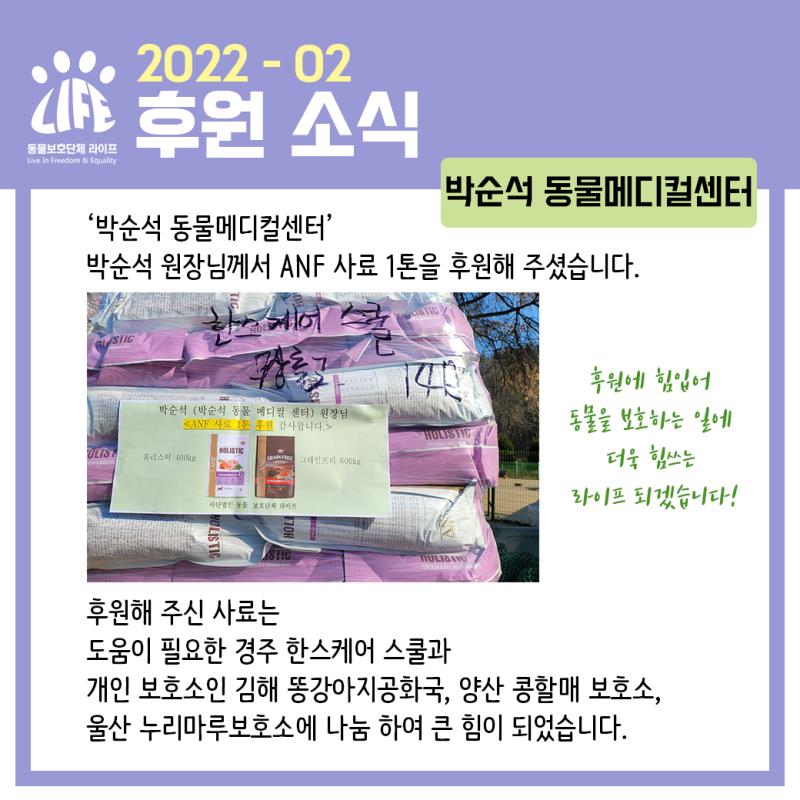 LIFE
동물보호단체 라이프
Live In Freedom & Equality
2022 - 02
후원 소식
박순석 동물메디컬센터
‘박순석 동물메디컬센터’
박순석 원장님께서 ANF 사료 1톤을 후원해 주셨습니다.
한스케어 스쿨
HOLISTIC
140
박순석 (박순석 동물 메디컬 센터) 원장님
<ANF 사료 1톤 후원 감사합니다.>
홀리스틱 400kg
HOLISTIC
GRAIN FREE
그레인프리 600kg
사단법인 동물 보호단체 라이프
HOLISTIC
ANF
HOLISTIC
HOLISTIC
후원에 힘입어
동물을 보호하는 일에
더욱 힘쓰는
라이프 되겠습니다!
후원해 주신 사료는
도움이 필요한 경주 한스케어 스쿨과
개인 보호소인 김해 똥강아지공화국, 양산 콩할매 보호소,
울산 누리마루보호소에 나눔 하여 큰 힘이 되었습니다.